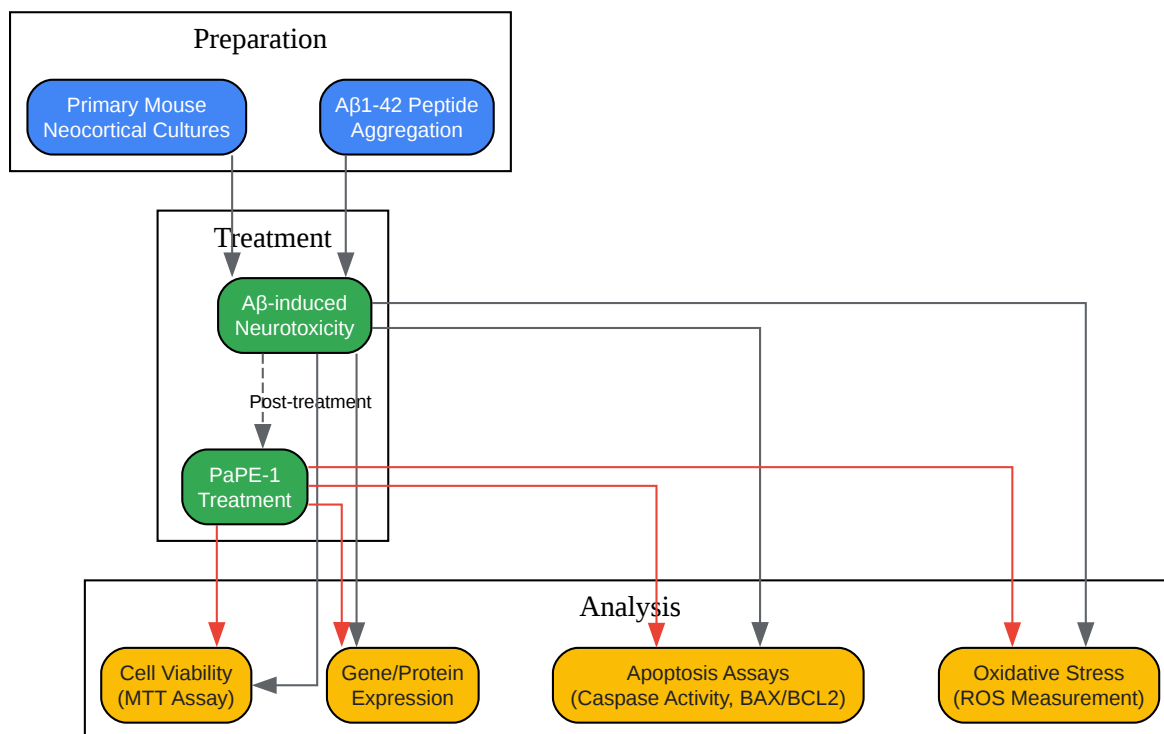 Preparation
Primary Mouse
Neocortical Cultures
Aβ1-42 Peptide
Aggregation
Treatment
Aβ-induced
Neurotoxicity
Post-treatment
PaPE-1
Treatment
Analysis
Cell Viability
(MTT Assay)
Gene/Protein
Expression
Apoptosis Assays
(Caspase Activity, BAX/BCL2)
Oxidative Stress
(ROS Measurement)